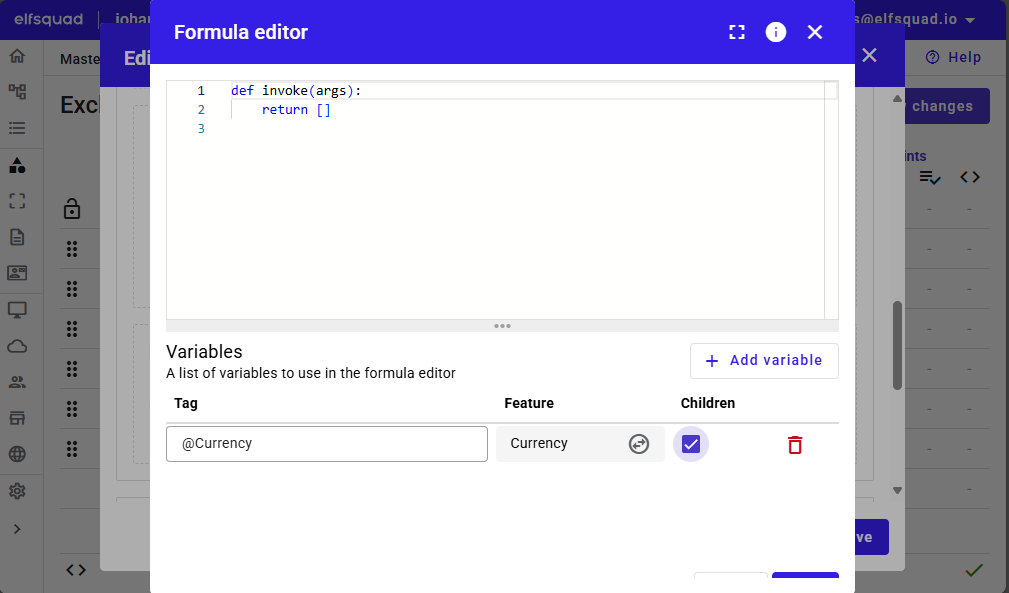 elfsquad
johan
s@elfsquad.io
Formula editor
Maste
Edi
Help
Exc
changes
1 def invoke(args):
2 return []
3
ints
Variables
Add variable
A list of variables to use in the formula editor
Tag Feature Children
@Currency Currency
ve